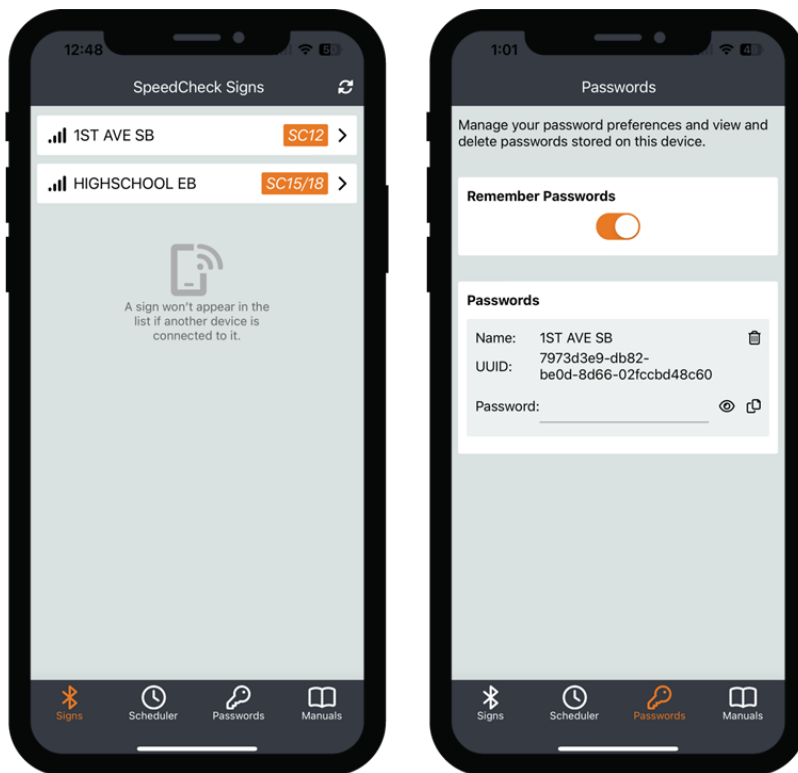 12:48
SpeedCheck Signs
1ST AVE SB
SC12
HIGHSCHOOL EB
SC15/18
A sign won't appear in the
list if another device is
connected to it.
Signs
Scheduler
Passwords
Manuals
1:01
Passwords
Manage your password preferences and view and
delete passwords stored on this device.
Remember Passwords
Passwords
Name: 1ST AVE SB
UUID: 7973d3e9-db82-
be0d-8d66-02fccbd48c60
Password:
Signs
Scheduler
Passwords
Manuals